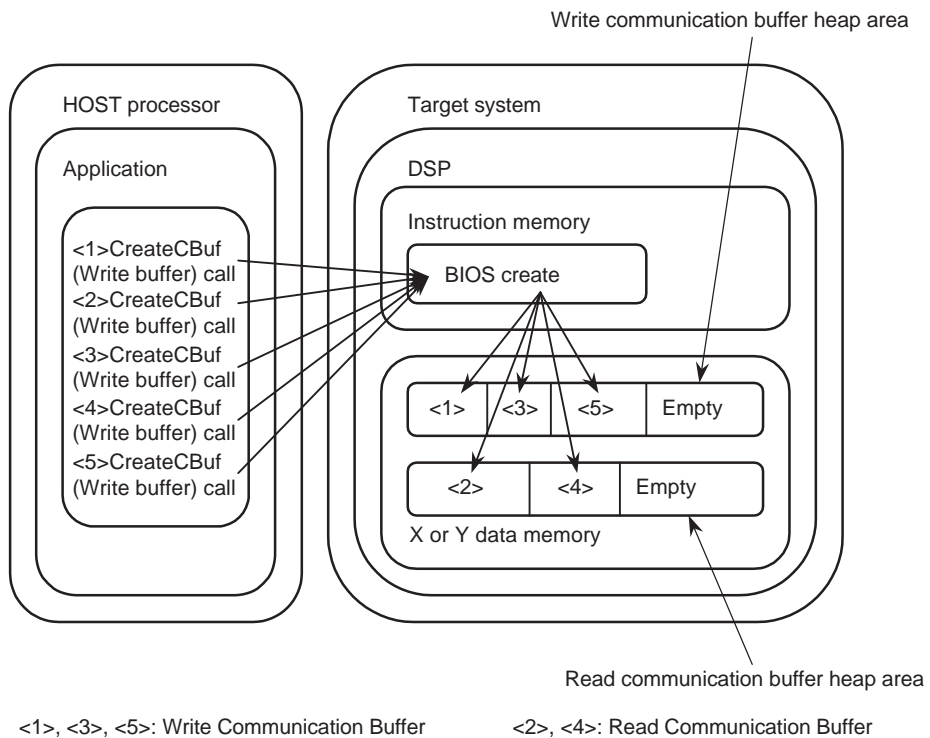 Write communication buffer heap area
HOST processor
Application
<1>CreateCBuf
(Write buffer) call
<2>CreateCBuf
(Write buffer) call
<3>CreateCBuf
(Write buffer) call
<4>CreateCBuf
(Write buffer) call
<5>CreateCBuf
(Write buffer) call
Target system
DSP
Instruction memory
BIOS create
<1> <3> <5> Empty
<2> <4> Empty
X or Y data memory
Read communication buffer heap area
<1>, <3>, <5>: Write Communication Buffer
<2>, <4>: Read Communication Buffer